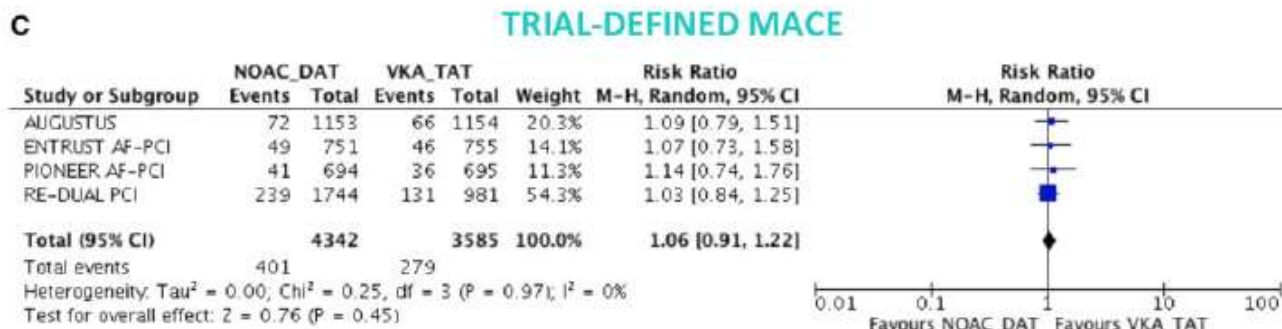 C
TRIAL-DEFINED MACE
NOAC_DAT VKA_TAT Risk Ratio Risk Ratio
Study or Subgroup Events Total Events Total Weight M-H, Random, 95% CI M-H, Random, 95% CI
AUGUSTUS 72 1153 66 1154 20.3% 1.09 [0.79, 1.51]
ENTRUST AF-PCI 49 751 46 755 14.1% 1.07 [0.73, 1.58]
PIONEER AF-PCI 41 694 36 695 11.3% 1.14 [0.74, 1.76]
RE-DUAL PCI 239 1744 131 981 54.3% 1.03 [0.84, 1.25]
Total (95% CI) 4342 3585 100.0% 1.06 [0.91, 1.22]
Total events 401 279
Heterogeneity: Tau² = 0.00; Chi² = 0.25, df = 3 (P = 0.97); I² = 0%
Test for overall effect: Z = 0.76 (P = 0.45)
0.01 0.1 1 10 100
Favours NOAC_DAT Favours VKA_TAT